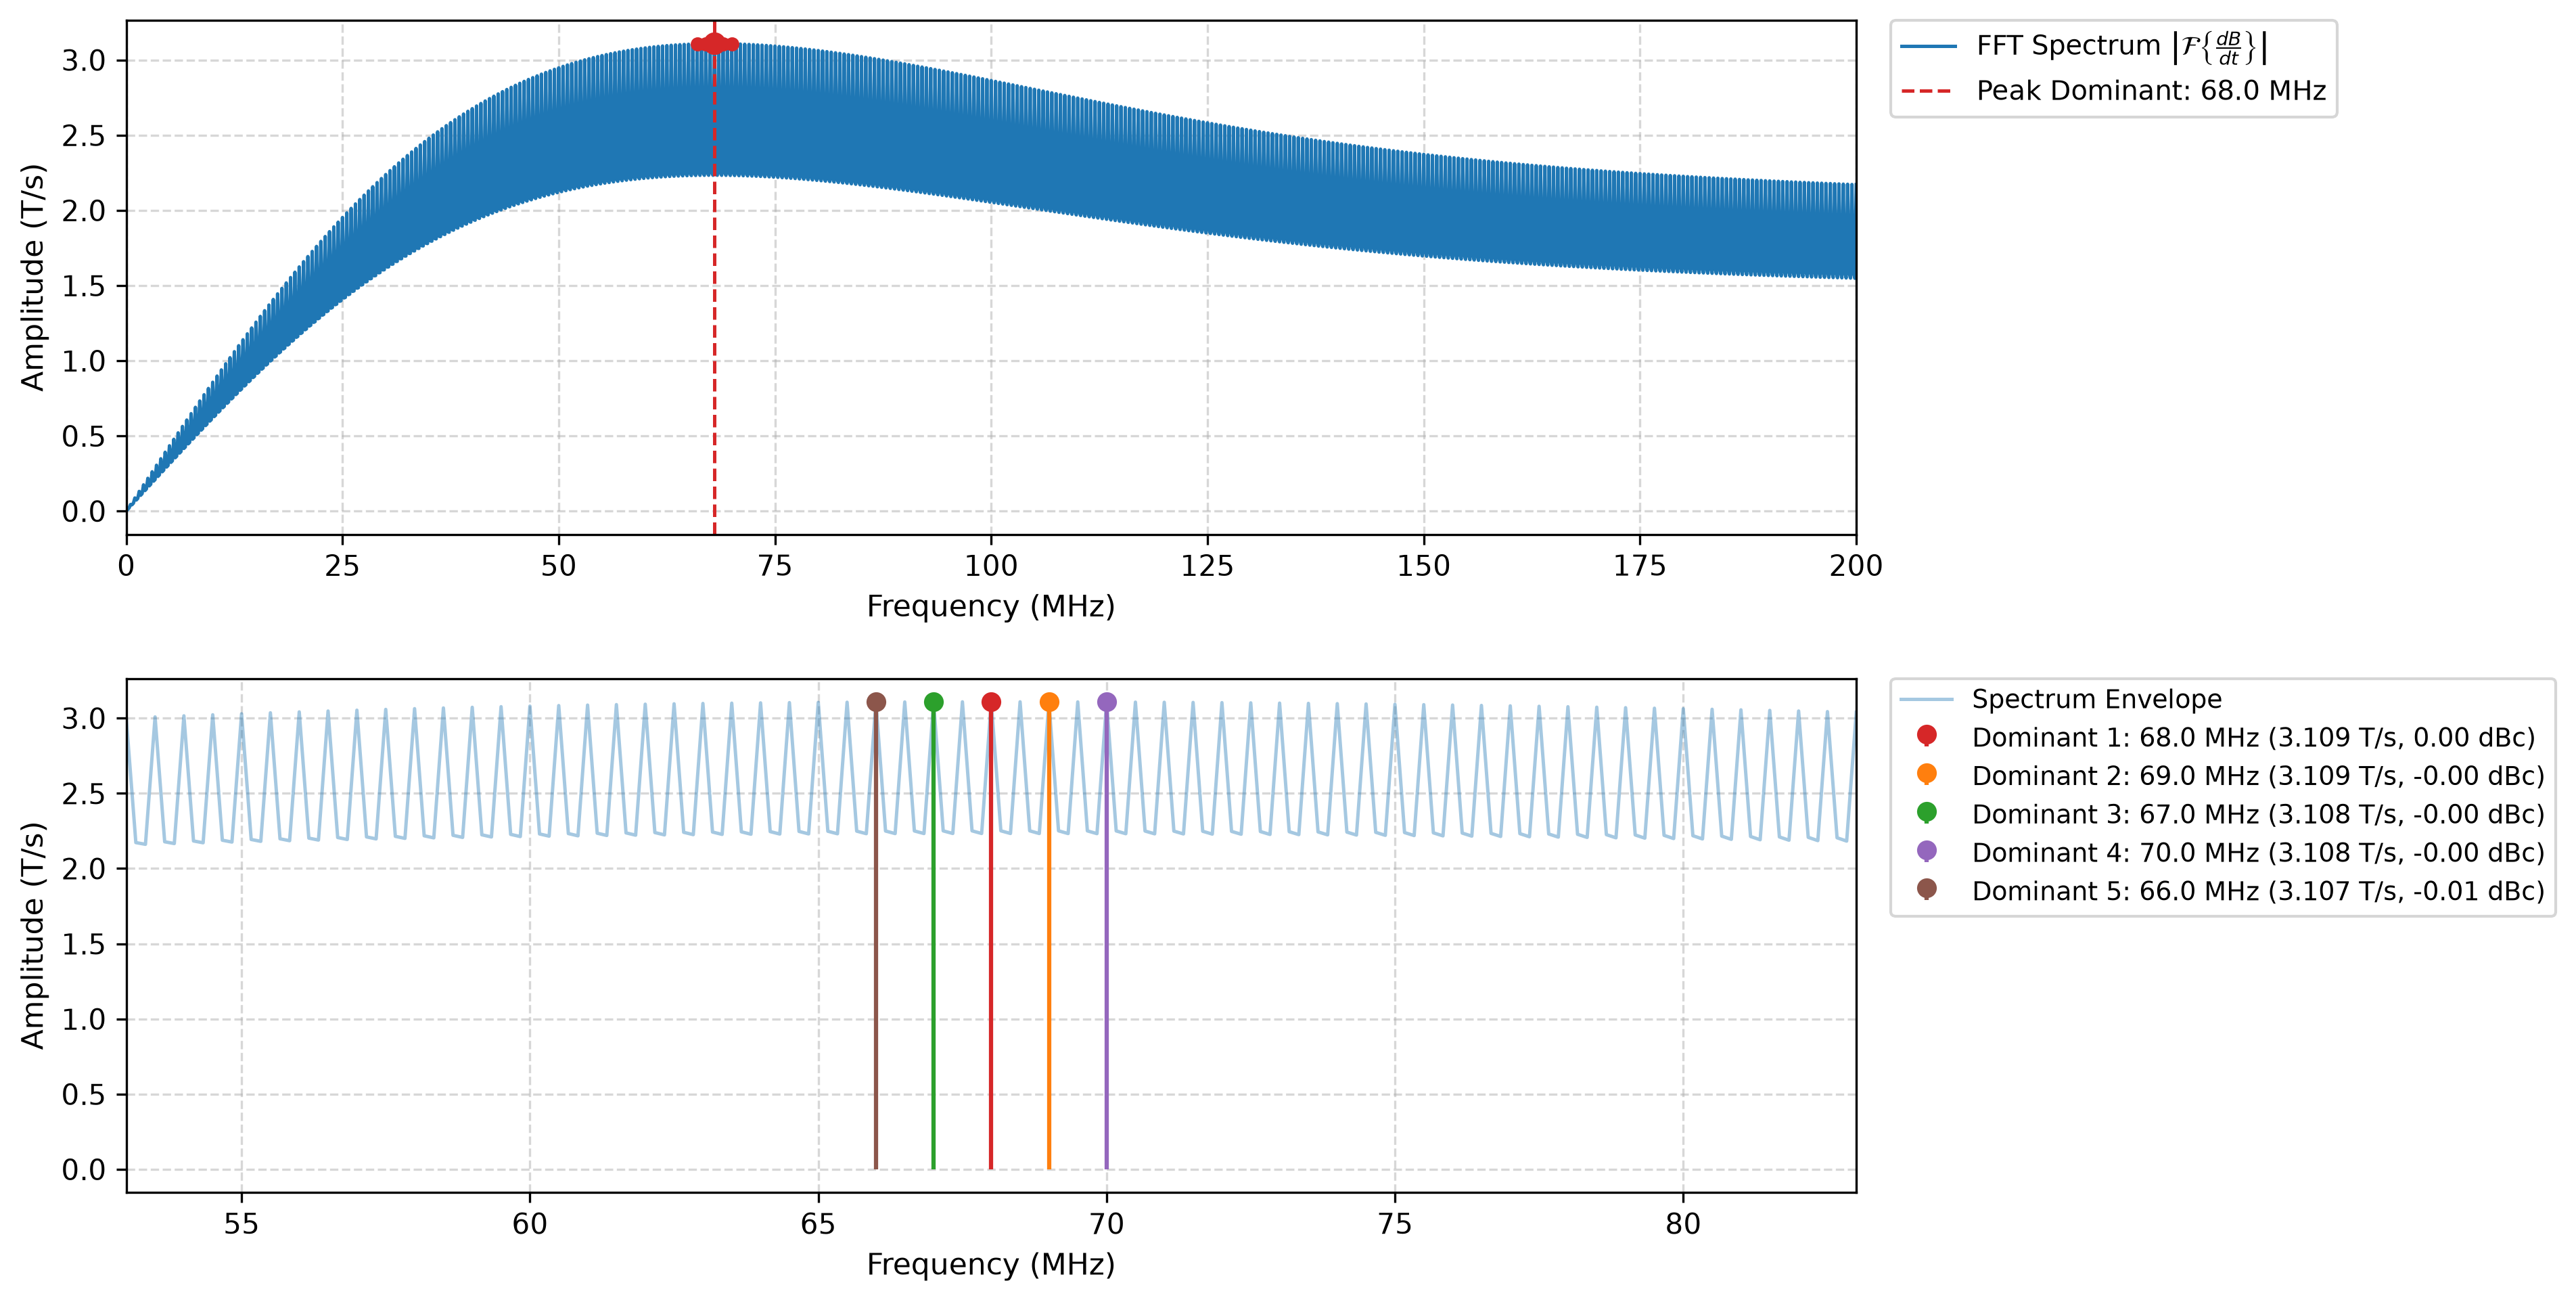 3.0
2.5
2.0
1.5
1.0
0.5
0.0
Amplitude (T/s)
0 25 50 75 100 125 150 175 200
Frequency (MHz)
FFT Spectrum |ℱ{dB/dt}|
Peak Dominant: 68.0 MHz
3.0
2.5
2.0
1.5
1.0
0.5
0.0
Amplitude (T/s)
55 60 65 70 75 80
Frequency (MHz)
Spectrum Envelope
Dominant 1: 68.0 MHz (3.109 T/s, 0.00 dBc)
Dominant 2: 69.0 MHz (3.109 T/s, -0.00 dBc)
Dominant 3: 67.0 MHz (3.108 T/s, -0.00 dBc)
Dominant 4: 70.0 MHz (3.108 T/s, -0.00 dBc)
Dominant 5: 66.0 MHz (3.107 T/s, -0.01 dBc)